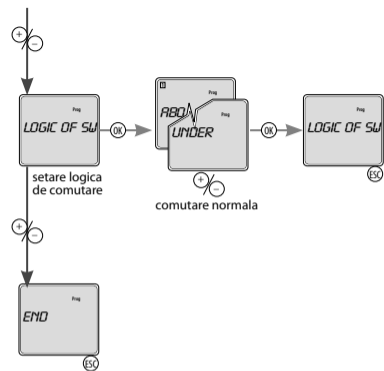 +/−
Prog
LOGIC OF SW
OK
1
ABO
Prog
UNDER
OK
Prog
LOGIC OF SW
ESC
setare logica
de comutare
+/−
comutare normala
+/−
Prog
END
ESC